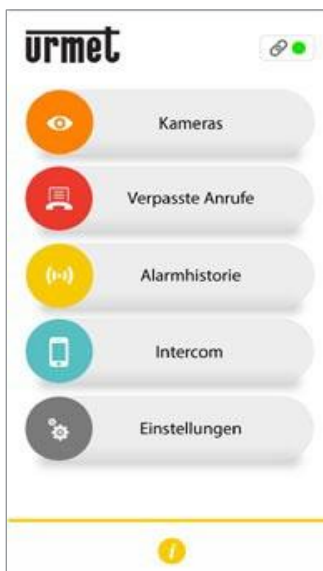 urmet
Kameras
Verpasste Anrufe
Alarmhistorie
Intercom
Einstellungen
i